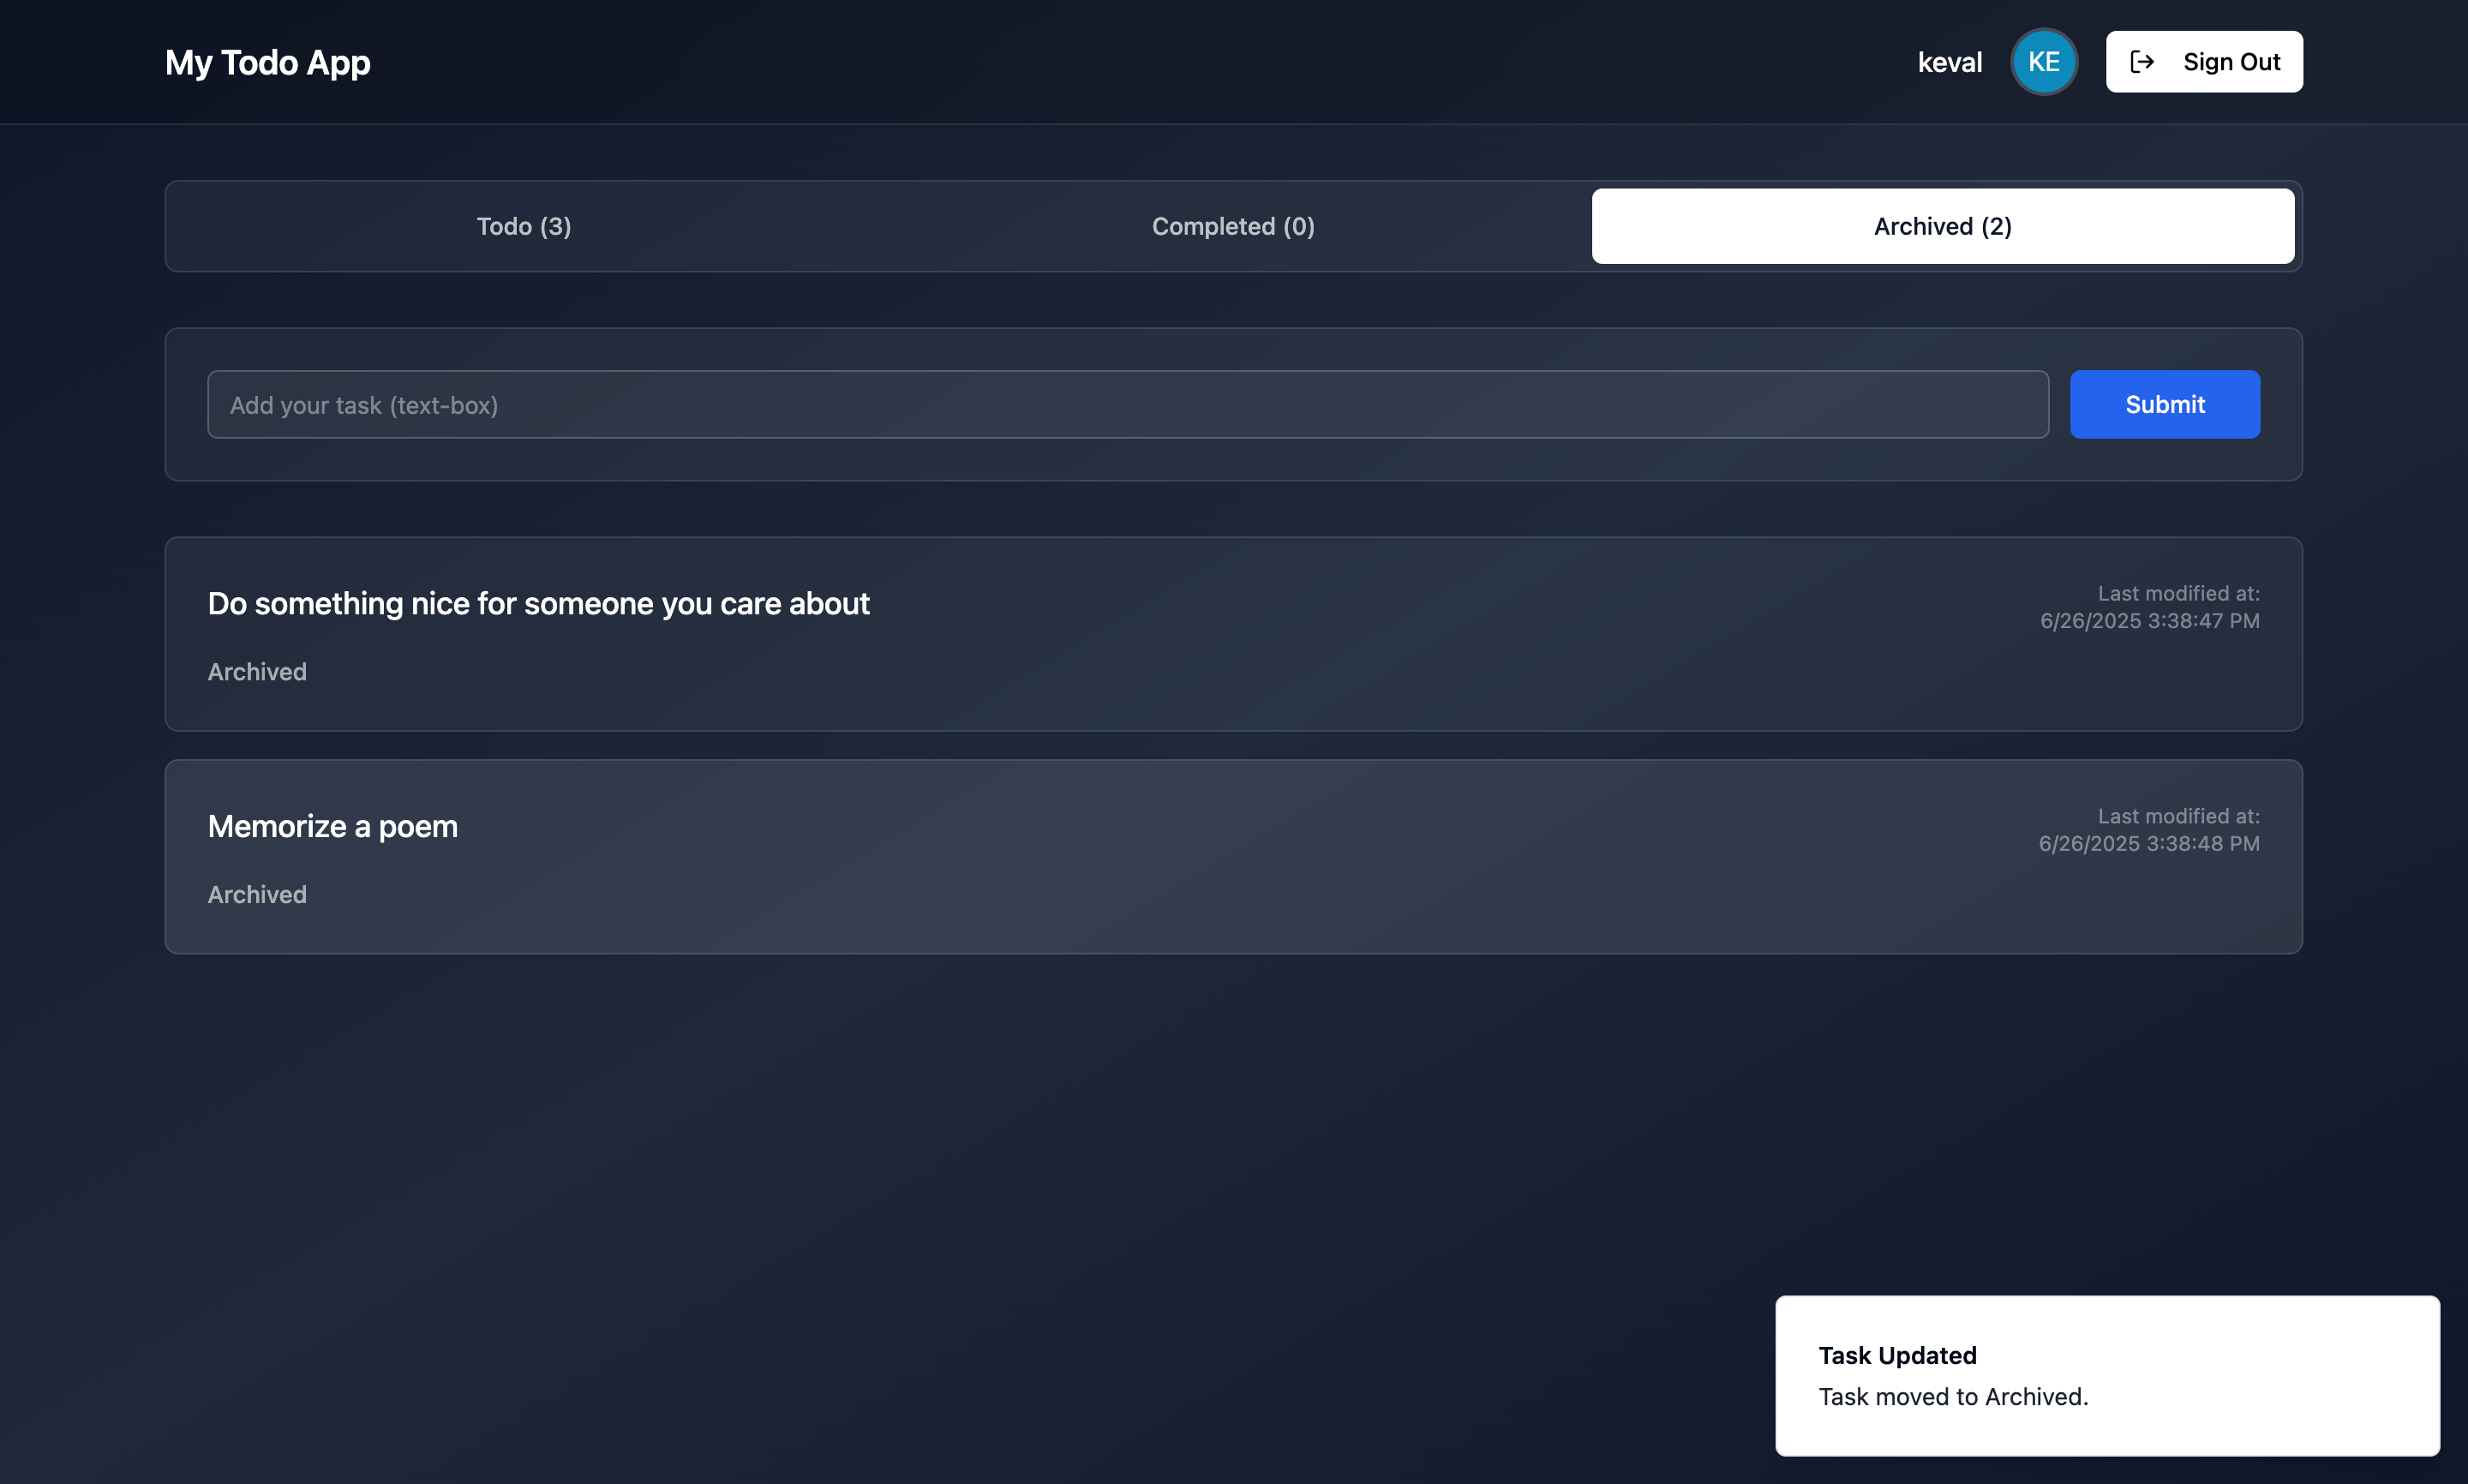 My Todo App
keval
KE
Sign Out
Todo (3)
Completed (0)
Archived (2)
Add your task (text-box)
Submit
Do something nice for someone you care about
Last modified at:
6/26/2025 3:38:47 PM
Archived
Memorize a poem
Last modified at:
6/26/2025 3:38:48 PM
Archived
Task Updated
Task moved to Archived.